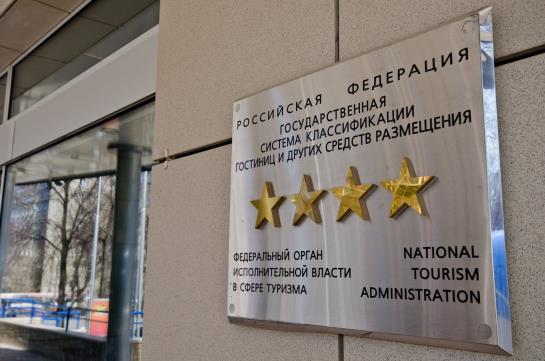 РОССИЙСКАЯ ФЕДЕРАЦИЯ
ГОСУДАРСТВЕННАЯ
СИСТЕМА КЛАССИФИКАЦИИ
ГОСТИНИЦ И ДРУГИХ СРЕДСТВ РАЗМЕЩЕНИЯ
ФЕДЕРАЛЬНЫЙ ОРГАН
ИСПОЛНИТЕЛЬНОЙ ВЛАСТИ
В СФЕРЕ ТУРИЗМА
NATIONAL
TOURISM
ADMINISTRATION